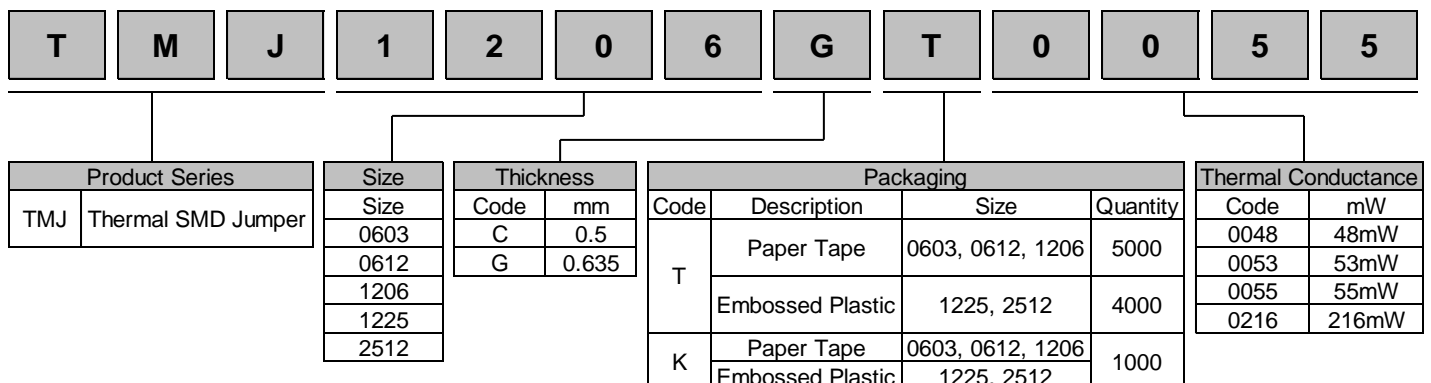 T M J 1 2 0 6 G T 0 0 5 5
Product Series
TMJ Thermal SMD Jumper
Size
Size
0603
0612
1206
1225
2512
Thickness
Code mm
C 0.5
G 0.635
Packaging
Code Description Size Quantity
T Paper Tape 0603, 0612, 1206 5000
Embossed Plastic 1225, 2512 4000
K Paper Tape 0603, 0612, 1206 1000
Embossed Plastic 1225, 2512
Thermal Conductance
Code mW
0048 48mW
0053 53mW
0055 55mW
0216 216mW